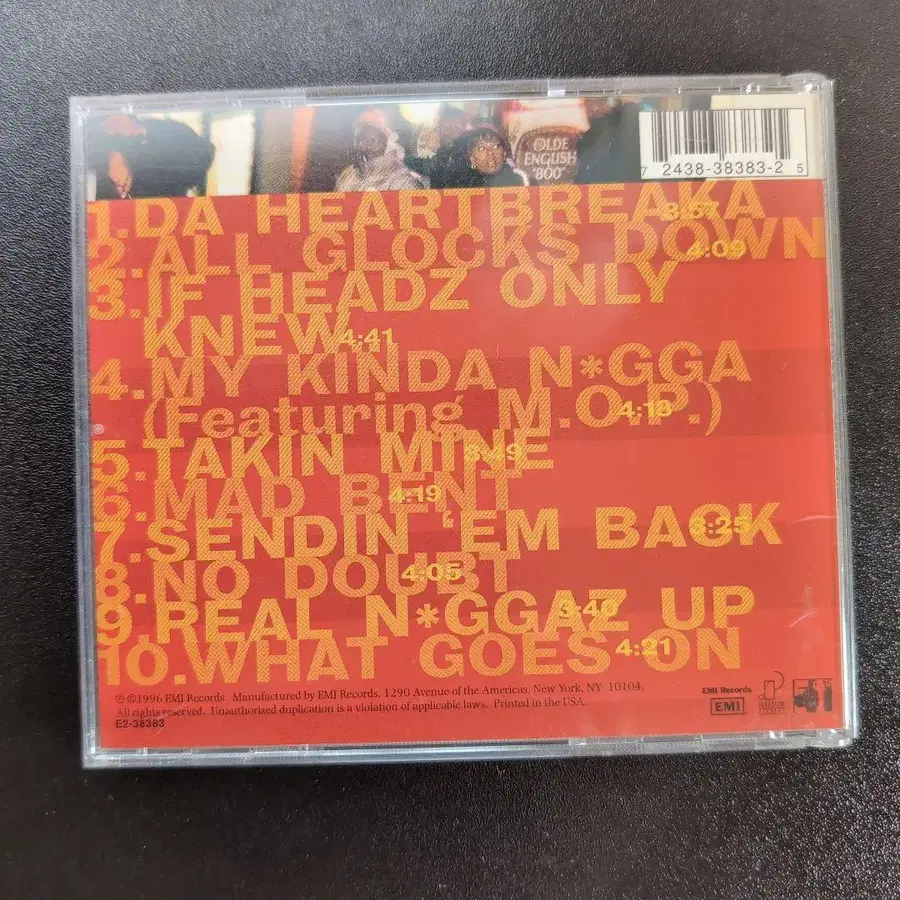 OLDE
ENGLISH
"800"
7 2438-38383-2 5
1.DA HEARTBREAKA 3:57
2.ALL GLOCKS DOWN 4:09
3.IF HEADZ ONLY
KNEW 4:41
4.MY KINDA N*GGA
(Featuring M.O.P.) 4:18
5.TAKIN MINE 3:49
6.MAD BENT 4:19
7.SENDIN 'EM BACK 3:25
8.NO DOUBT 4:05
9.REAL N*GGAZ UP 3:40
10.WHAT GOES ON 4:21
℗©1996 EMI Records. Manufactured by EMI Records, 1290 Avenue of the Americas, New York, NY 10104.
All rights reserved. Unauthorized duplication is a violation of applicable laws. Printed in the USA.
E2-38383
EMI Records
EMI